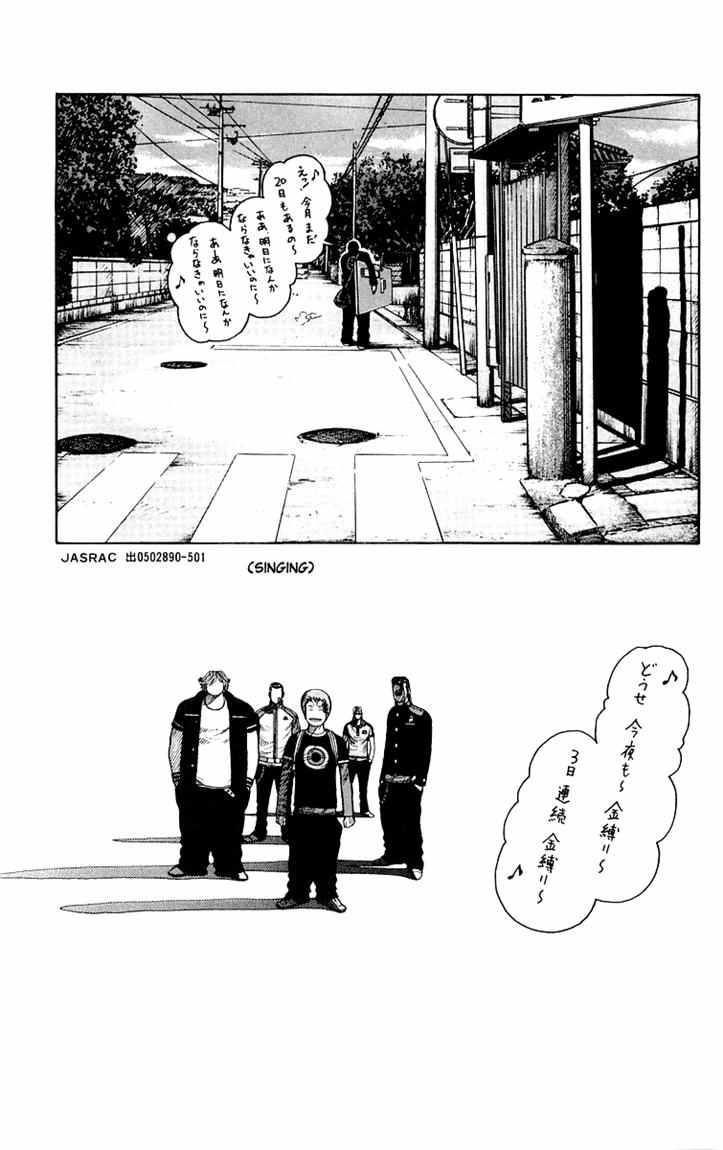 ♪えッ! 今月まだ
20日もあるの〜
ああ、明日になんか
ならなきゃいいのに〜
ああ 明日になんか
ならなきゃいいのに〜♪
JASRAC 出0502890-501
(SINGING)
♪どうせ 今夜も〜 金縛り〜
3日 連続 金縛り〜♪